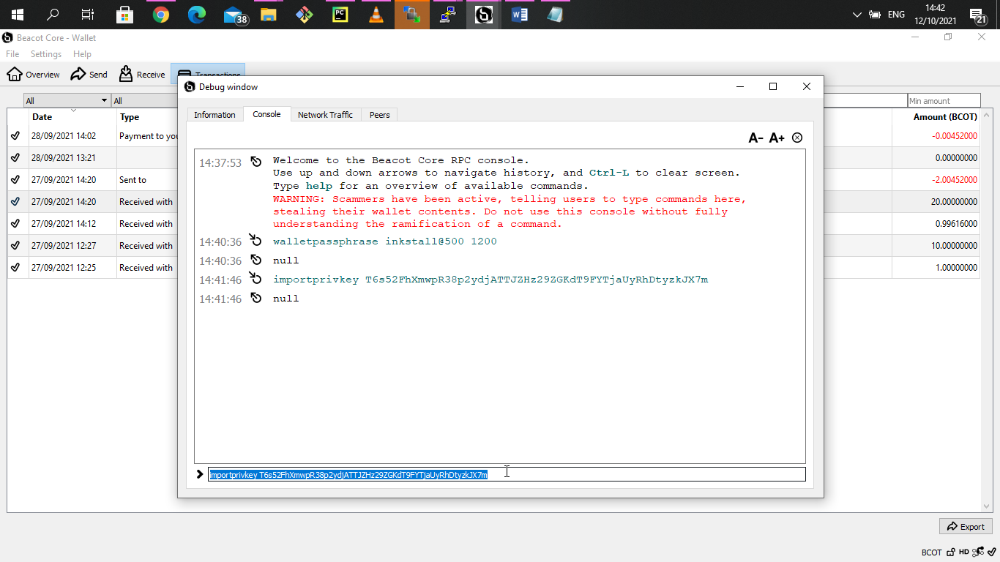 38
PC
W
ENG
14:42
12/10/2021
21
Beacot Core - Wallet
File Settings Help
Overview Send Receive Transactions
All All Min amount
Date Type Amount (BCOT)
28/09/2021 14:02 Payment to you -0.00452000
28/09/2021 13:21 0.00000000
27/09/2021 14:20 Sent to -2.00452000
27/09/2021 14:20 Received with 20.00000000
27/09/2021 14:12 Received with 0.99616000
27/09/2021 12:27 Received with 10.00000000
27/09/2021 12:25 Received with 1.00000000
Debug window
Information Console Network Traffic Peers
A- A+
14:37:53 Welcome to the Beacot Core RPC console.
Use up and down arrows to navigate history, and Ctrl-L to clear screen.
Type help for an overview of available commands.
WARNING: Scammers have been active, telling users to type commands here,
stealing their wallet contents. Do not use this console without fully
understanding the ramification of a command.
14:40:36 walletpassphrase inkstall@500 1200
14:40:36 null
14:41:46 importprivkey T6s52FhXmwpR38p2ydjATTJZHz29ZGKdT9FYTjaUyRhDtyzkJX7m
14:41:46 null
importprivkey T6s52FhXmwpR38p2ydjATTJZHz29ZGKdT9FYTjaUyRhDtyzkJX7m
Export
BCOT HD